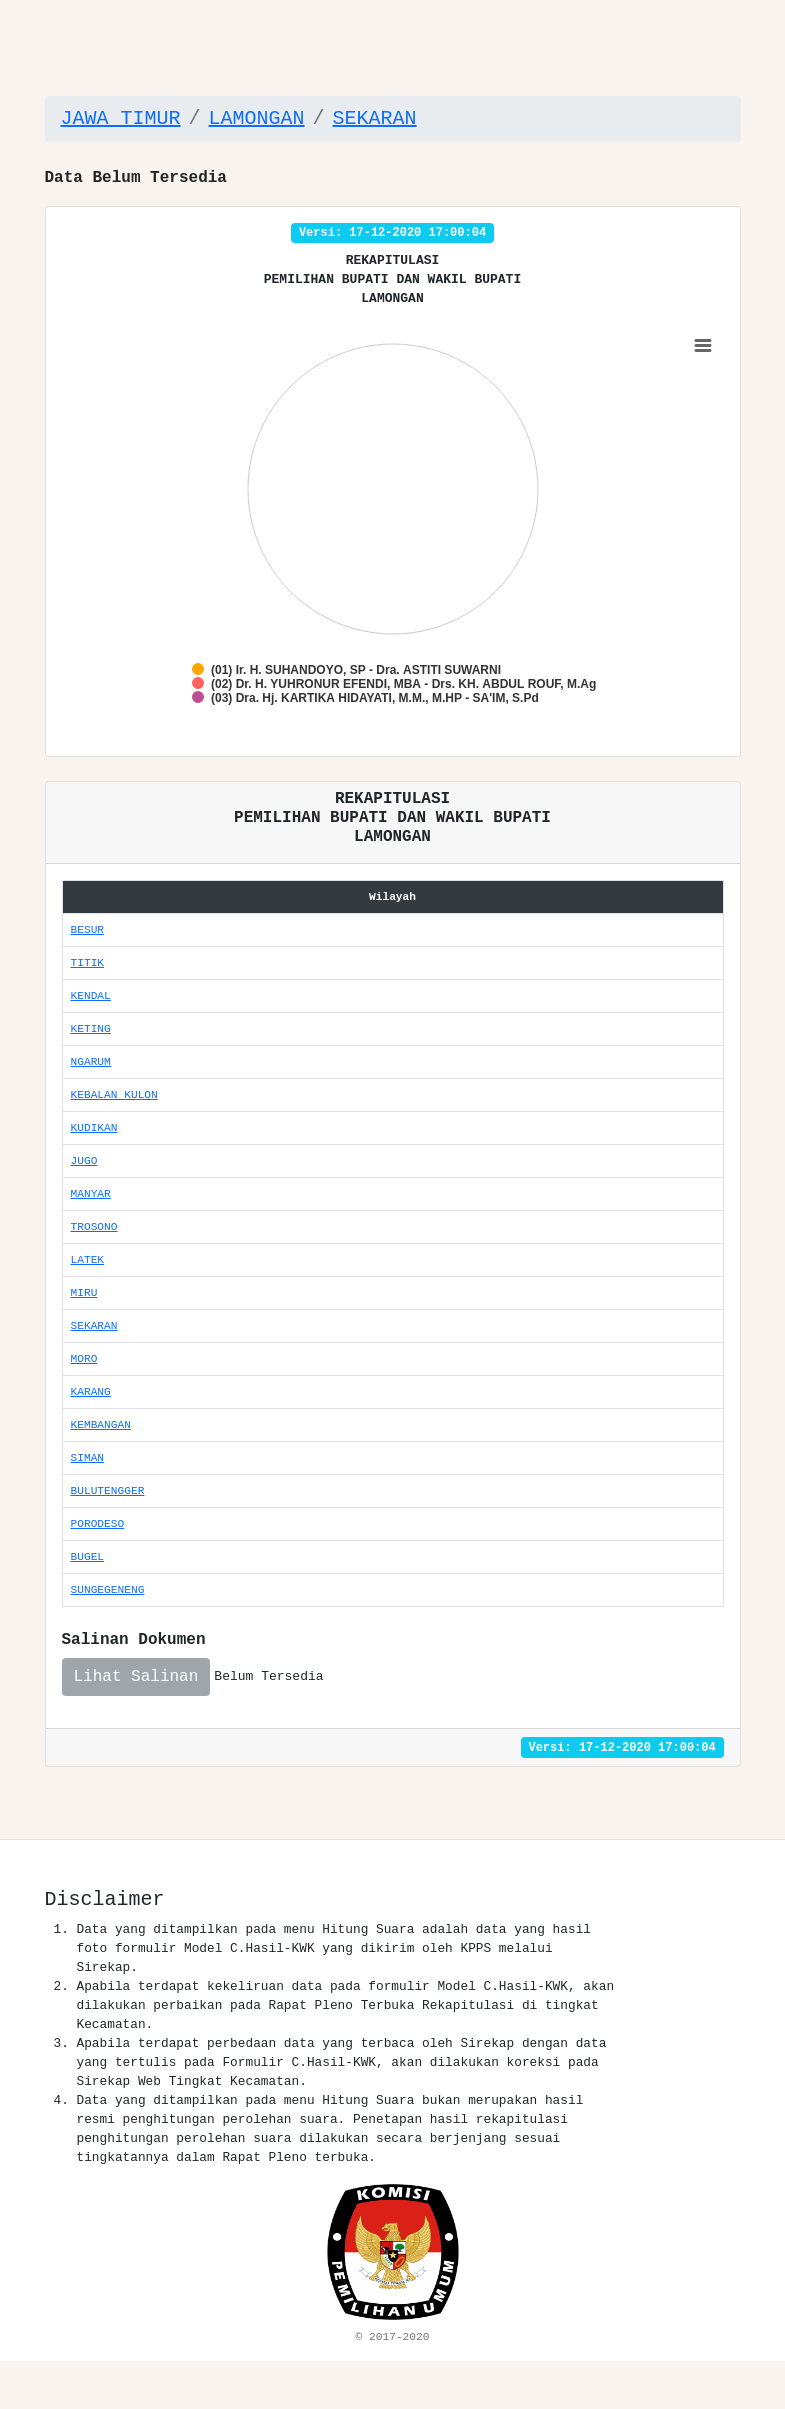 JAWA TIMUR / LAMONGAN / SEKARAN
Data Belum Tersedia
Versi: 17-12-2020 17:00:04
REKAPITULASI
PEMILIHAN BUPATI DAN WAKIL BUPATI
LAMONGAN
(01) Ir. H. SUHANDOYO, SP - Dra. ASTITI SUWARNI
(02) Dr. H. YUHRONUR EFENDI, MBA - Drs. KH. ABDUL ROUF, M.Ag
(03) Dra. Hj. KARTIKA HIDAYATI, M.M., M.HP - SA'IM, S.Pd
REKAPITULASI
PEMILIHAN BUPATI DAN WAKIL BUPATI
LAMONGAN
Wilayah
BESUR
TITIK
KENDAL
KETING
NGARUM
KEBALAN KULON
KUDIKAN
JUGO
MANYAR
TROSONO
LATEK
MIRU
SEKARAN
MORO
KARANG
KEMBANGAN
SIMAN
BULUTENGGER
PORODESO
BUGEL
SUNGEGENENG
Salinan Dokumen
Lihat Salinan Belum Tersedia
Versi: 17-12-2020 17:00:04
Disclaimer
1. Data yang ditampilkan pada menu Hitung Suara adalah data yang hasil
foto formulir Model C.Hasil-KWK yang dikirim oleh KPPS melalui
Sirekap.
2. Apabila terdapat kekeliruan data pada formulir Model C.Hasil-KWK, akan
dilakukan perbaikan pada Rapat Pleno Terbuka Rekapitulasi di tingkat
Kecamatan.
3. Apabila terdapat perbedaan data yang terbaca oleh Sirekap dengan data
yang tertulis pada Formulir C.Hasil-KWK, akan dilakukan koreksi pada
Sirekap Web Tingkat Kecamatan.
4. Data yang ditampilkan pada menu Hitung Suara bukan merupakan hasil
resmi penghitungan perolehan suara. Penetapan hasil rekapitulasi
penghitungan perolehan suara dilakukan secara berjenjang sesuai
tingkatannya dalam Rapat Pleno terbuka.
KOMISI
PEMILIHAN UMUM
© 2017-2020